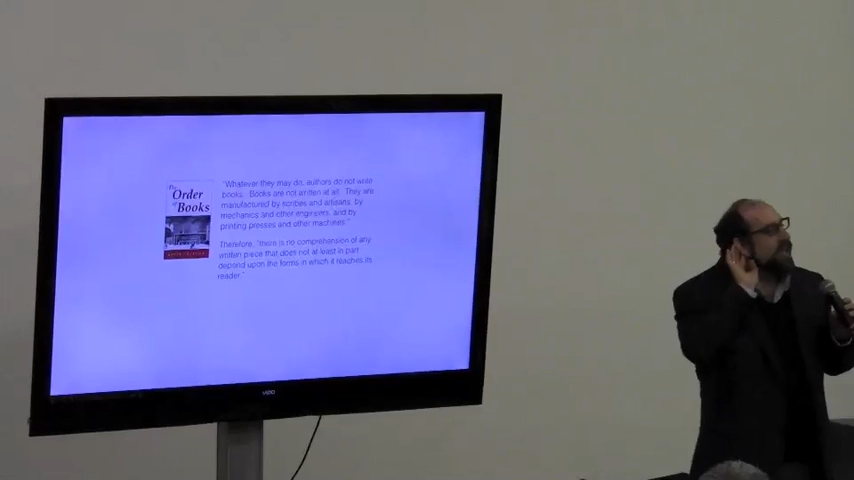 The
Order
of
Books
"Whatever they may do, authors do not write
books. Books are not written at all. They are
manufactured by scribes and artisans, by
mechanics and other engineers, and by
printing presses and other machines."
Therefore, "there is no comprehension of any
written piece that does not at least in part
depend upon the forms in which it reaches its
reader."
VIZIO